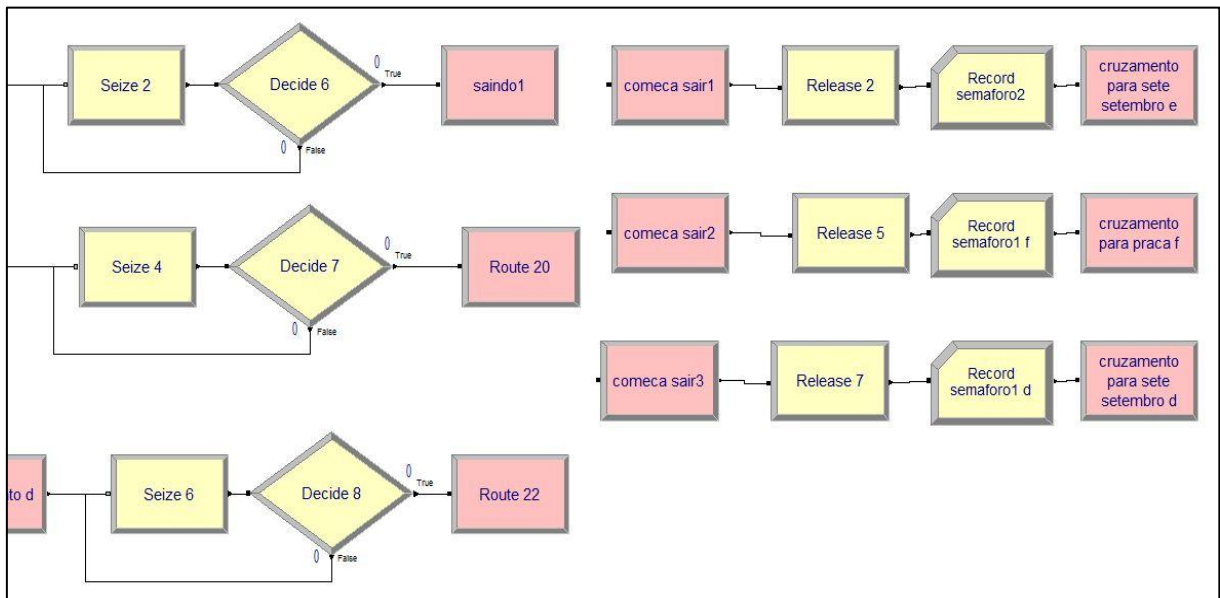 Seize 2
Decide 6
0
True
0
False
saindo1
comeca sair1
Release 2
Record
semaforo2
cruzamento
para sete
setembro e
Seize 4
Decide 7
0
True
0
False
Route 20
comeca sair2
Release 5
Record
semaforo1 f
cruzamento
para praca f
comeca sair3
Release 7
Record
semaforo1 d
cruzamento
para sete
setembro d
to d
Seize 6
Decide 8
0
True
0
False
Route 22